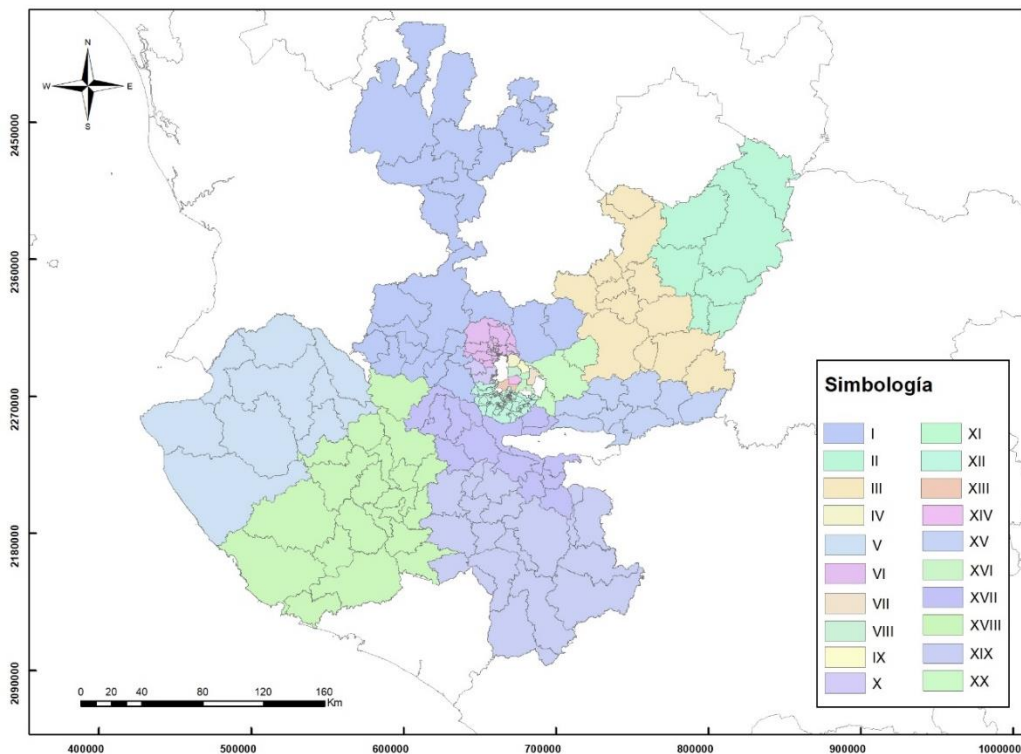 N
W E
S
2450000
2360000
2270000
2180000
2090000
Simbología
I XI
II XII
III XIII
IV XIV
V XV
VI XVI
VII XVII
VIII XVIII
IX XIX
X XX
0 20 40 80 120 160
Km
400000 500000 600000 700000 800000 900000 1000000